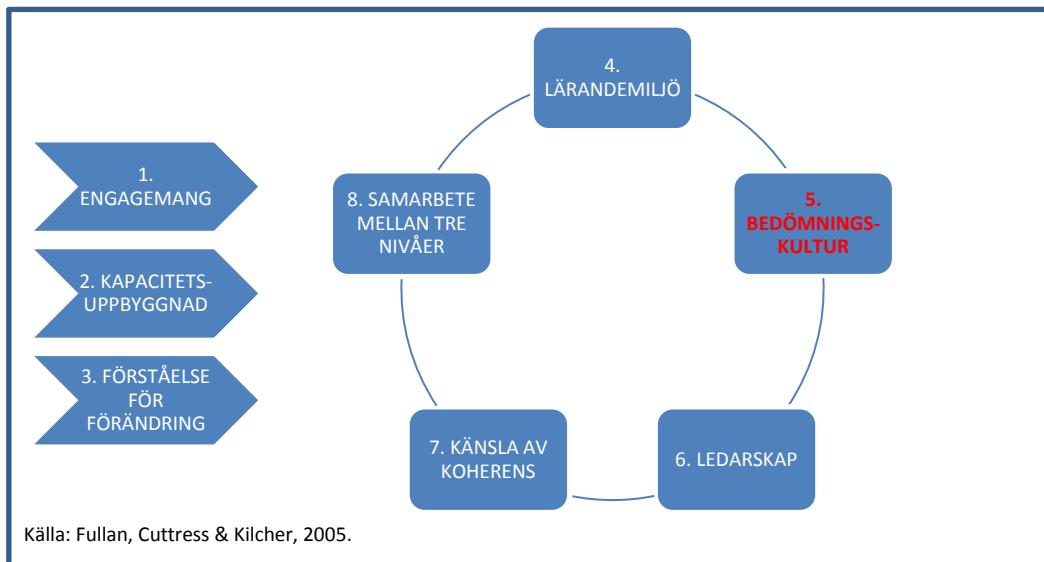 1.
ENGAGEMANG
2. KAPACITETS-
UPPBYGGNAD
3. FÖRSTÅELSE
FÖR
FÖRÄNDRING
4.
LÄRANDEMILJÖ
5.
BEDÖMNINGS-
KULTUR
6. LEDARSKAP
7. KÄNSLA AV
KOHERENS
8. SAMARBETE
MELLAN TRE
NIVÅER
Källa: Fullan, Cuttress & Kilcher, 2005.